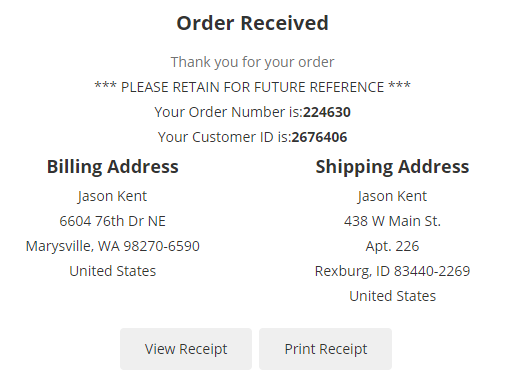 Order Received
Thank you for your order
*** PLEASE RETAIN FOR FUTURE REFERENCE ***
Your Order Number is:224630
Your Customer ID is:2676406
Billing Address
Jason Kent
6604 76th Dr NE
Marysville, WA 98270-6590
United States
Shipping Address
Jason Kent
438 W Main St.
Apt. 226
Rexburg, ID 83440-2269
United States
View Receipt
Print Receipt